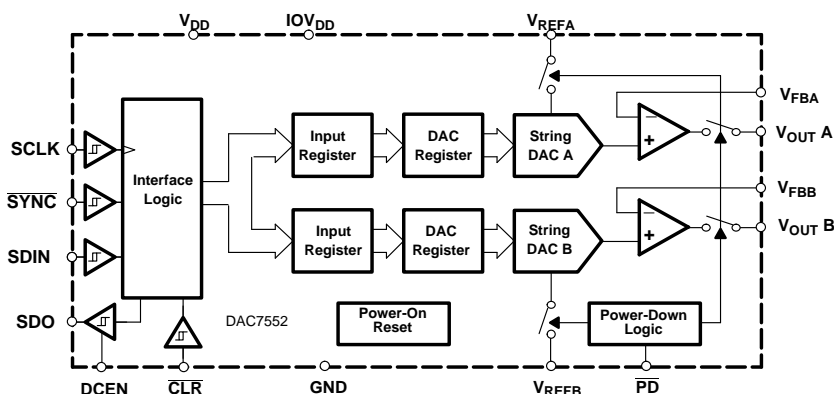 VDD
IOVDD
VREFA
VFBA
SCLK
Interface
Logic
Input
Register
DAC
Register
String
DAC A
−
+
VOUT A
SYNC
VFBB
SDIN
Input
Register
DAC
Register
String
DAC B
−
+
VOUT B
SDO
DAC7552
Power-On
Reset
Power-Down
Logic
DCEN
CLR
GND
VREFB
PD